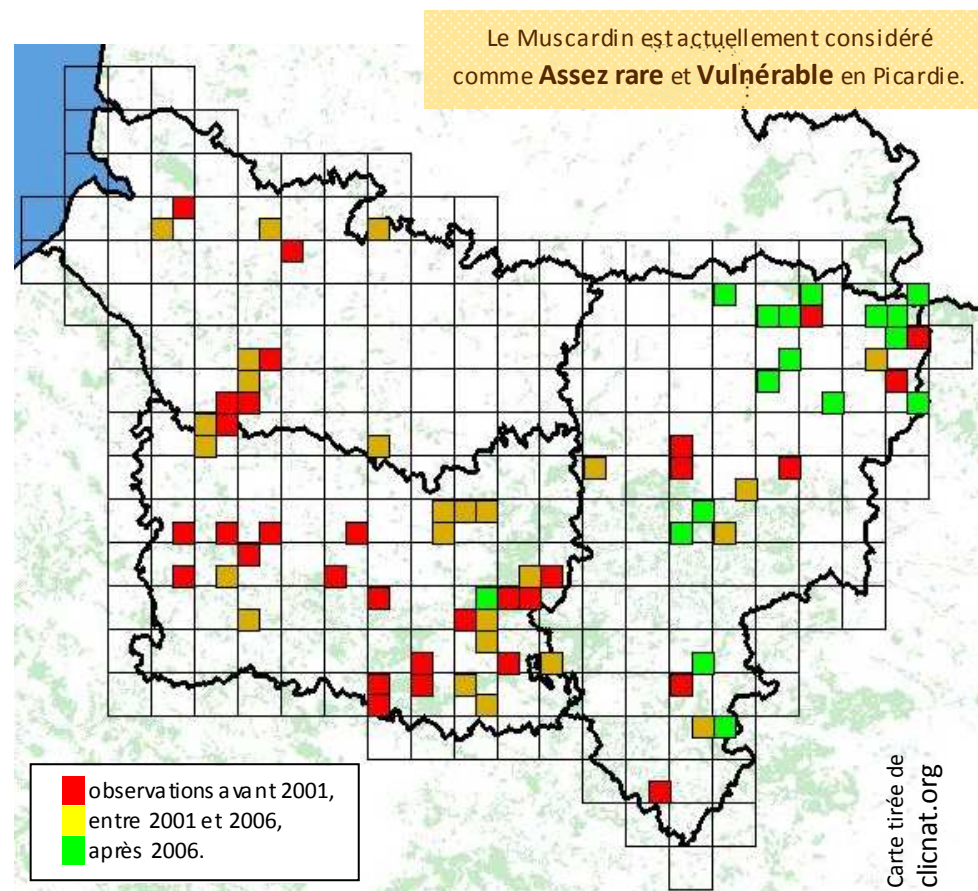 Le Muscardin est actuellement considéré
comme Assez rare et Vulnérable en Picardie.
observations avant 2001,
entre 2001 et 2006,
après 2006.
Carte tirée de
clicnat.org